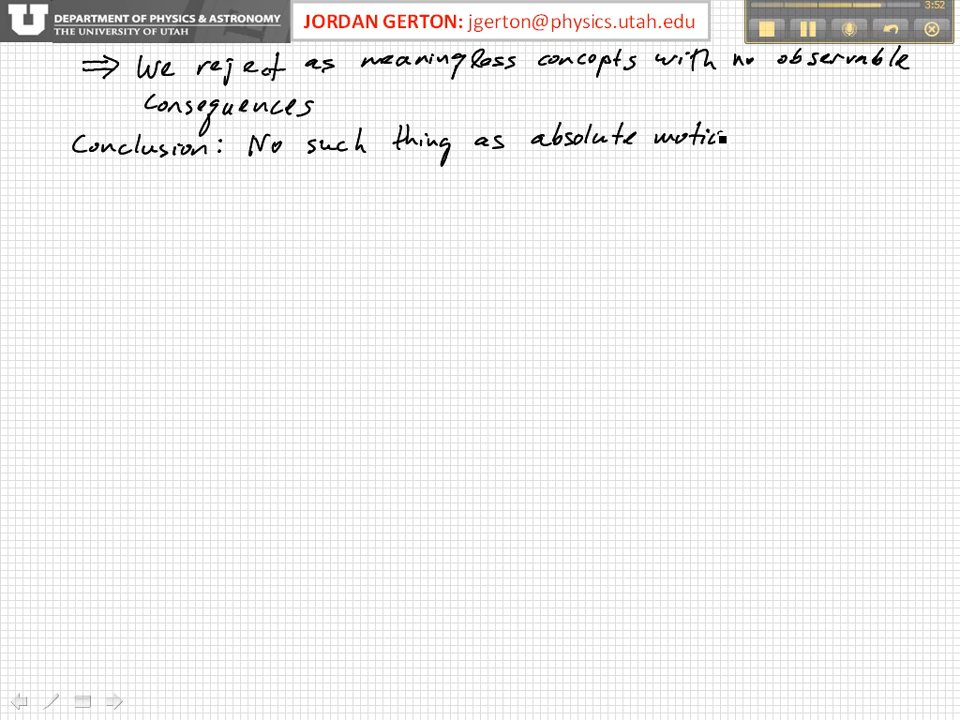 DEPARTMENT OF PHYSICS & ASTRONOMY
THE UNIVERSITY OF UTAH
JORDAN GERTON: jgerton@physics.utah.edu
3:52
⇒ We reject as meaningless concepts with no observable
consequences
Conclusion: No such thing as absolute motio